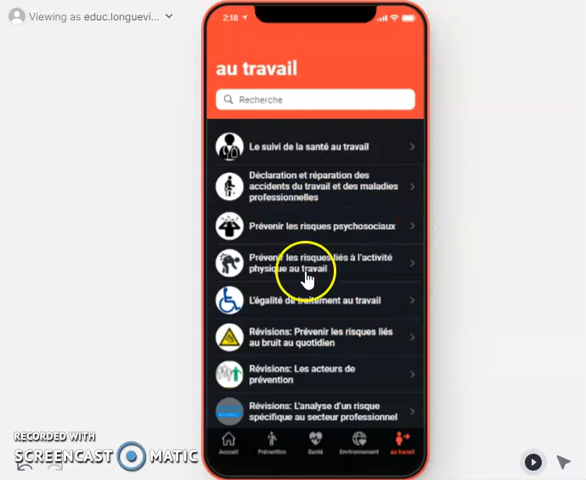 Viewing as educ.longuevi...
2:18
au travail
Recherche
Le suivi de la santé au travail
Déclaration et réparation des
accidents du travail et des maladies
professionnelles
Prévenir les risques psychosociaux
Prévenir les risques liés à l'activité
physique au travail
L'égalité de traitement au travail
Révisions: Prévenir les risques liés
au bruit au quotidien
Révisions: Les acteurs de
prévention
Révisions: L'analyse d'un risque
spécifique au secteur professionnel
Accueil Prévention Santé Environnement au travail
RECORDED WITH
SCREENCAST MATIC